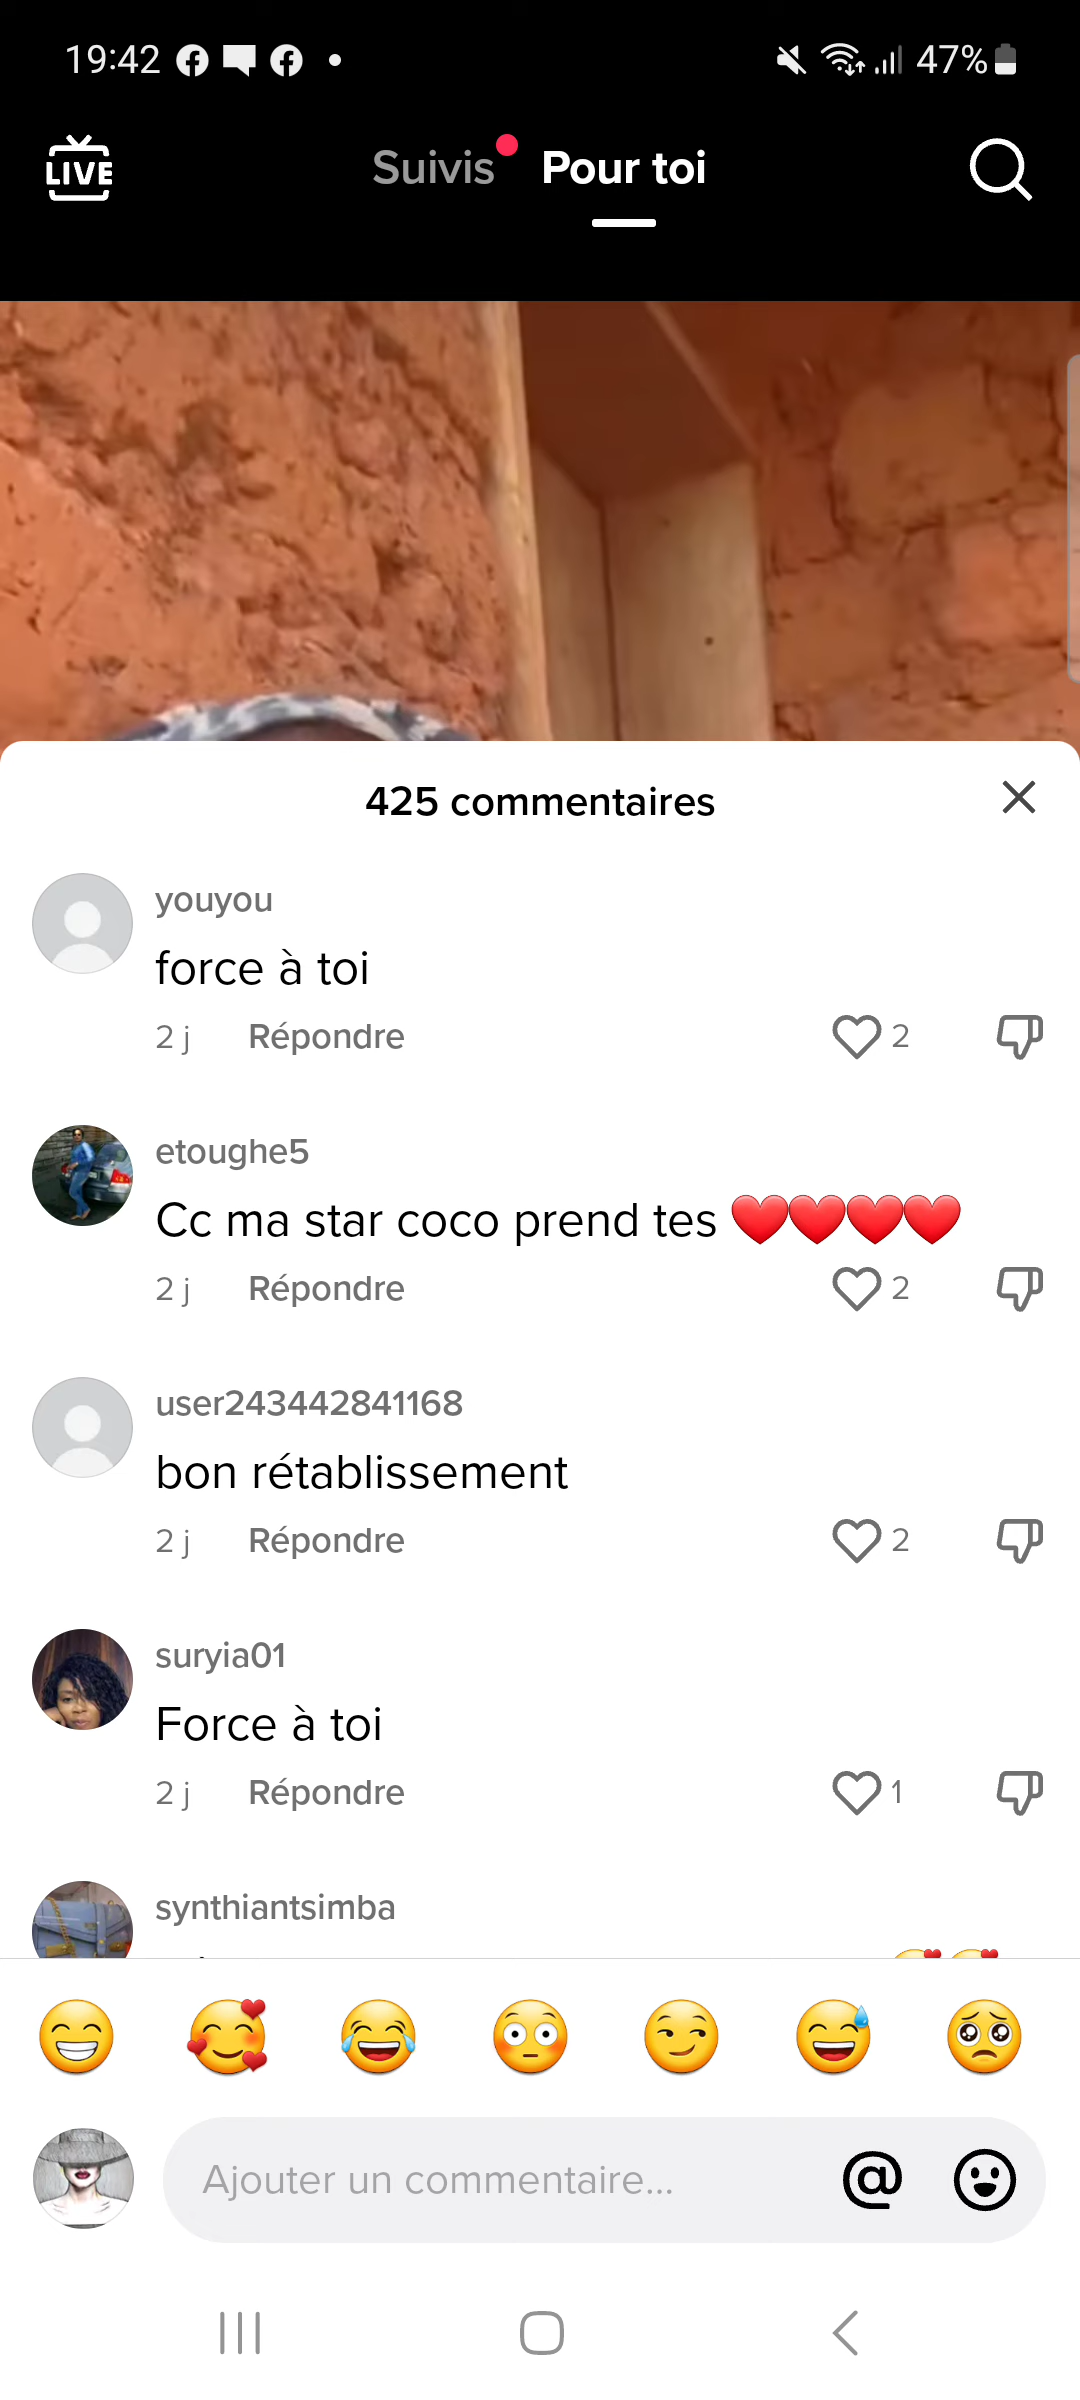 19:42
47%
LIVE
Suivis
Pour toi
425 commentaires
youyou
force à toi
2 j Répondre 2
etoughe5
Cc ma star coco prend tes ❤️❤️❤️❤️
2 j Répondre 2
user243442841168
bon rétablissement
2 j Répondre 2
suryia01
Force à toi
2 j Répondre 1
synthiantsimba
Ajouter un commentaire...